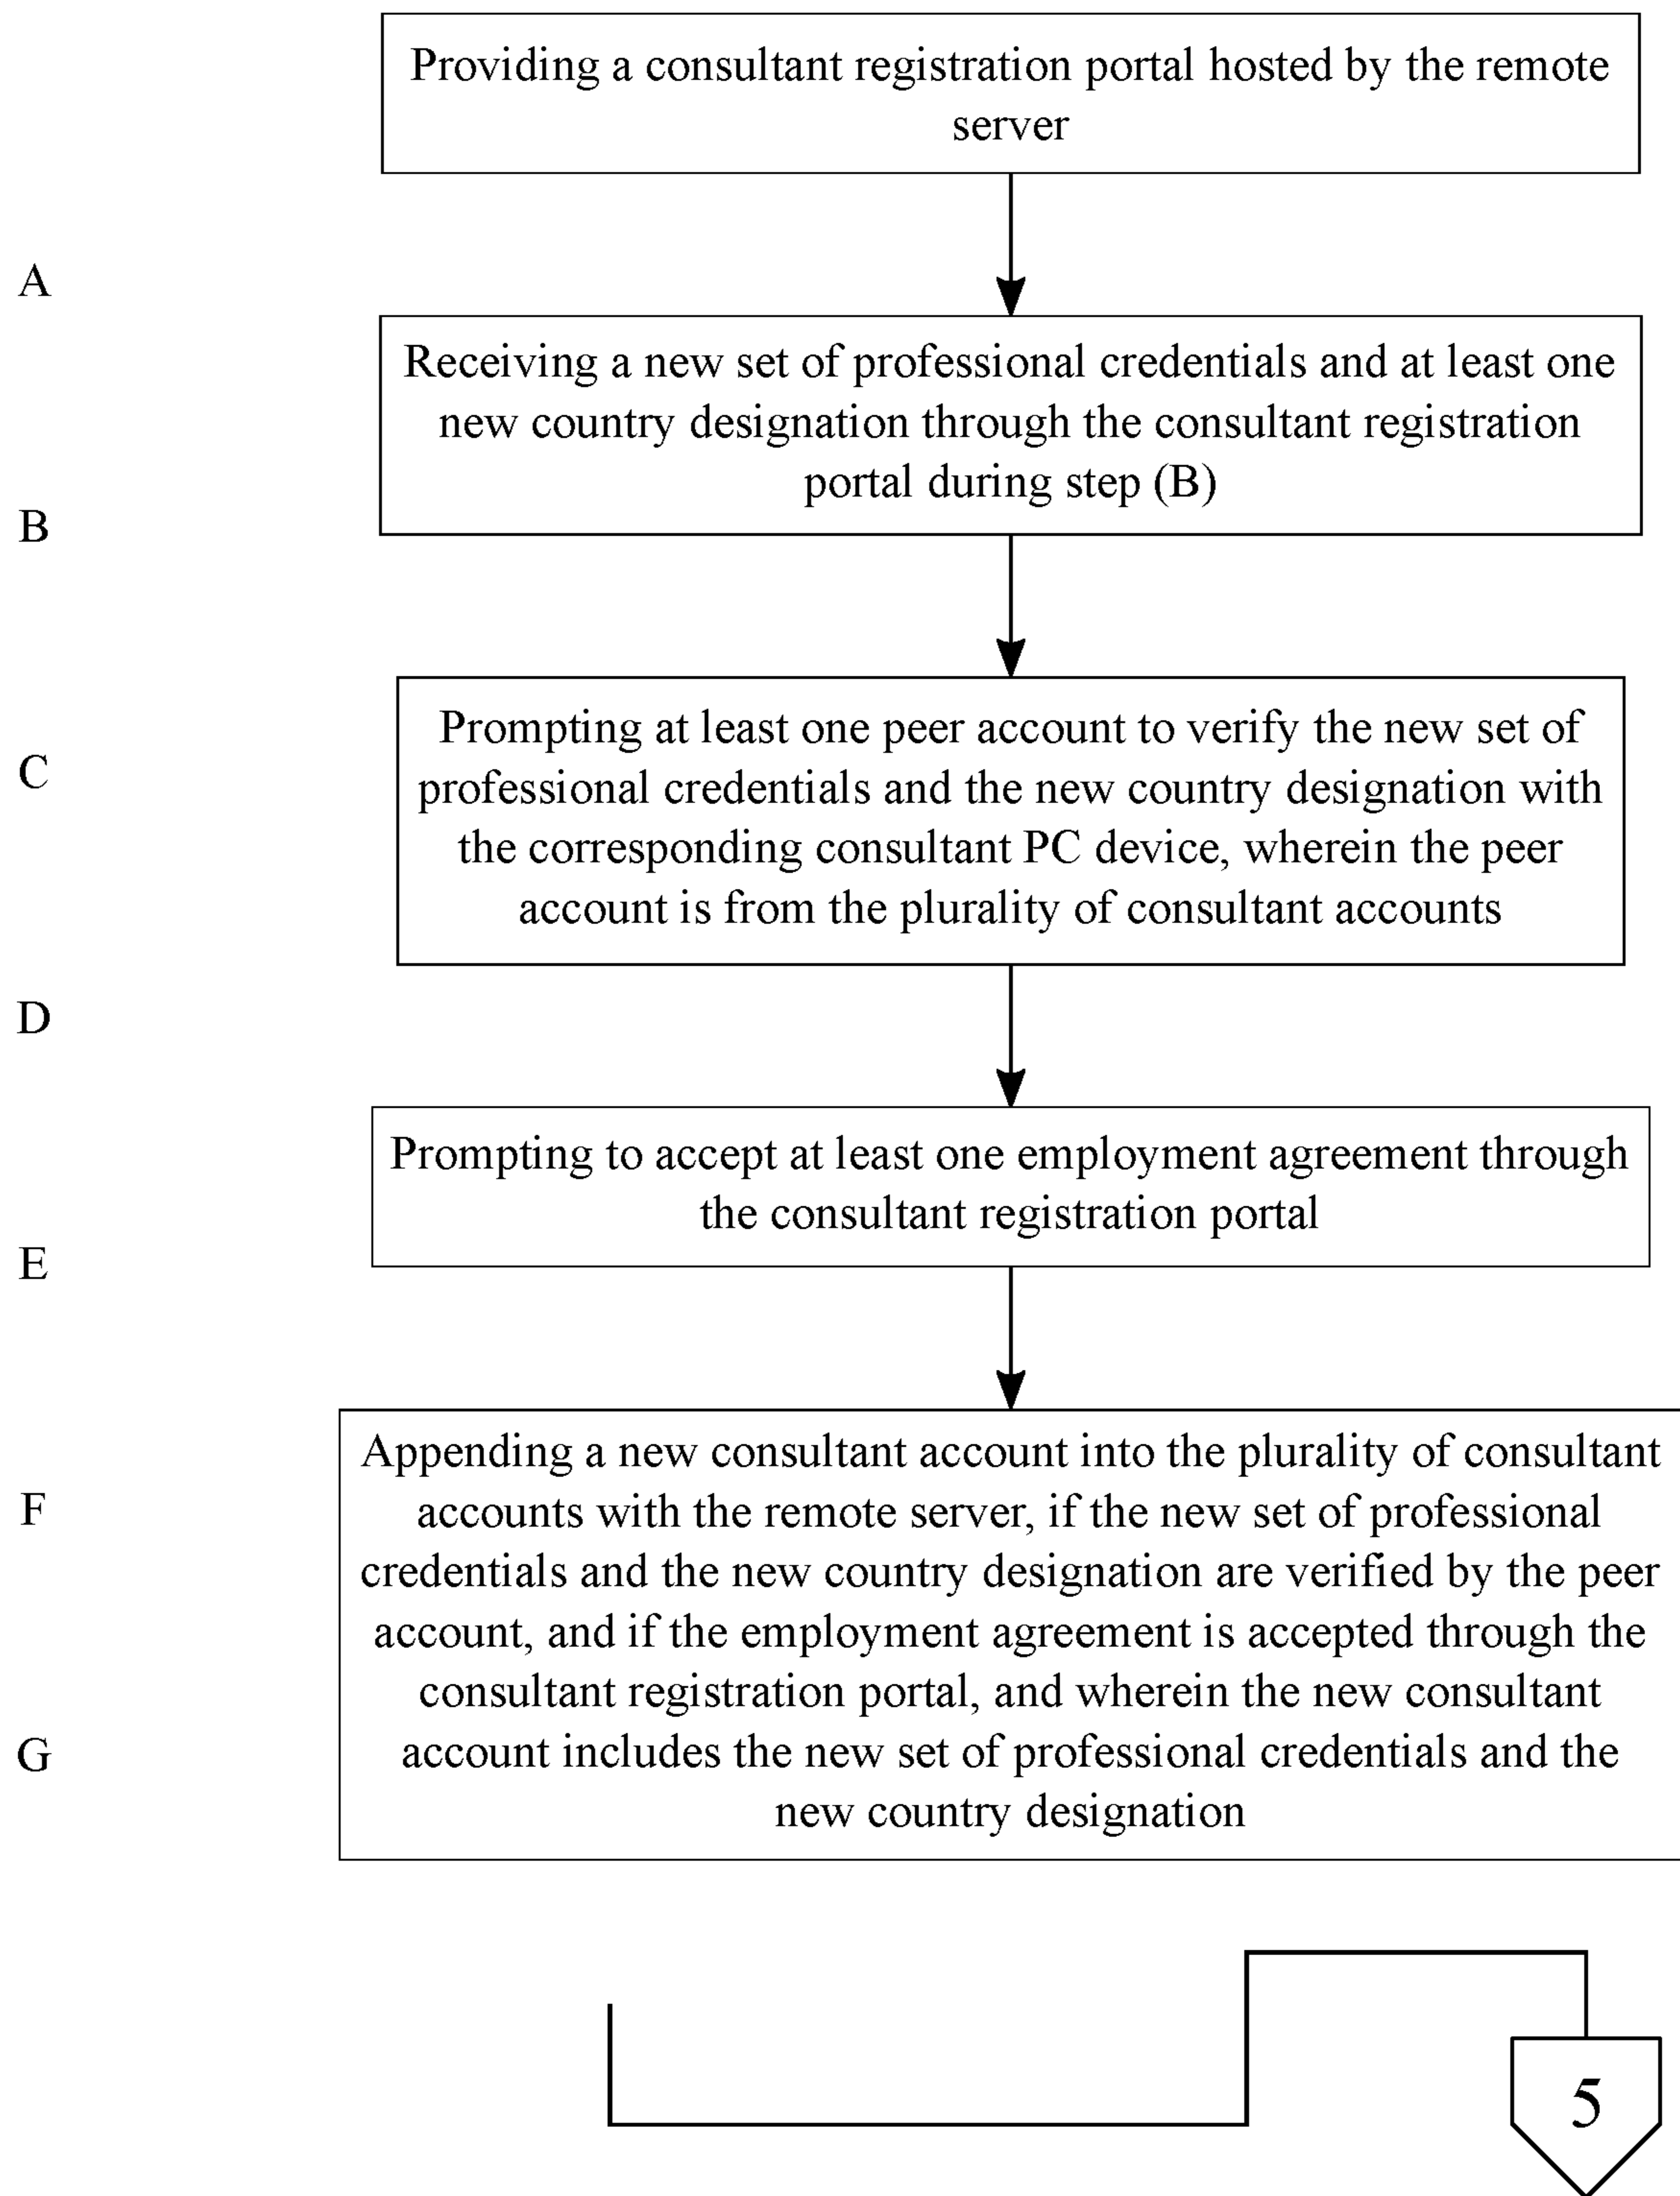 Providing a consultant registration portal hosted by the remote
server
A
Receiving a new set of professional credentials and at least one
new country designation through the consultant registration
portal during step (B)
B
Prompting at least one peer account to verify the new set of
professional credentials and the new country designation with
the corresponding consultant PC device, wherein the peer
account is from the plurality of consultant accounts
C
D
Prompting to accept at least one employment agreement through
the consultant registration portal
E
Appending a new consultant account into the plurality of consultant
accounts with the remote server, if the new set of professional
credentials and the new country designation are verified by the peer
account, and if the employment agreement is accepted through the
consultant registration portal, and wherein the new consultant
account includes the new set of professional credentials and the
new country designation
F
G
5